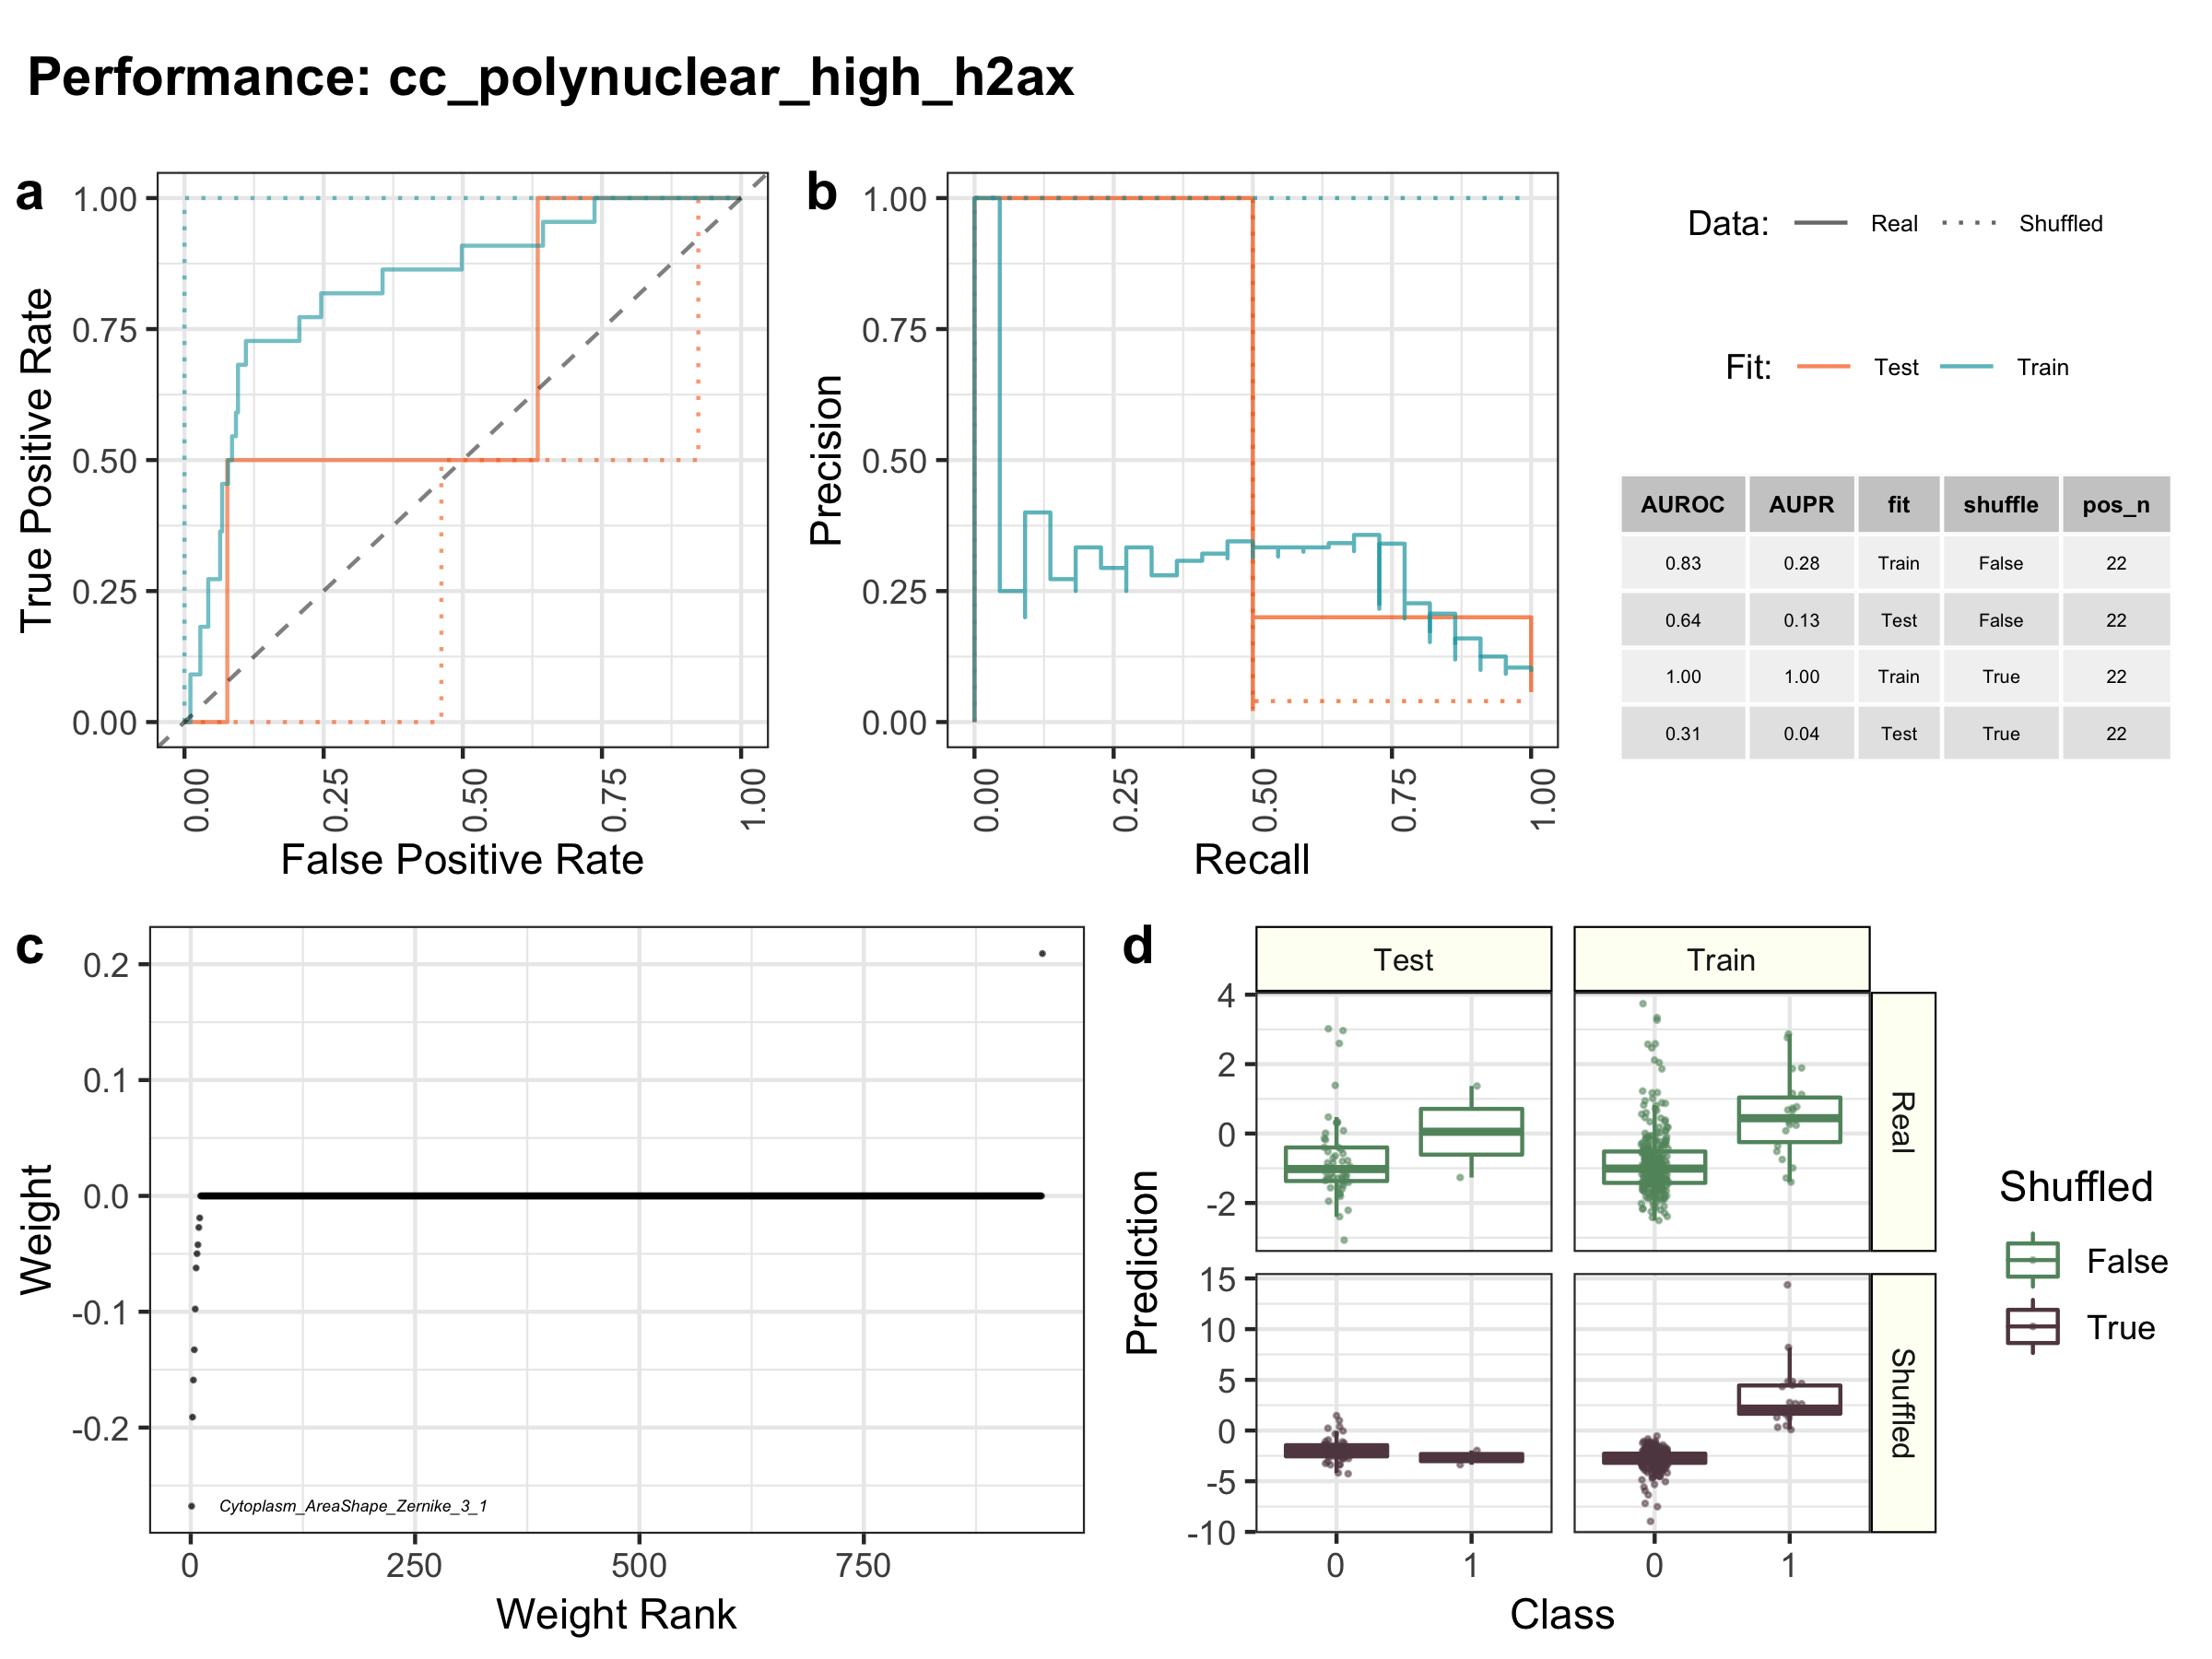 Performance: cc_polynuclear_high_h2ax
a
1.00
0.75
0.50
0.25
0.00
True Positive Rate
0.00
0.25
0.50
0.75
1.00
False Positive Rate
b
1.00
0.75
0.50
0.25
0.00
Precision
0.00
0.25
0.50
0.75
1.00
Recall
Data: Real Shuffled
Fit: Test Train
AUROC AUPR fit shuffle pos_n
0.83 0.28 Train False 22
0.64 0.13 Test False 22
1.00 1.00 Train True 22
0.31 0.04 Test True 22
c
0.2
0.1
0.0
-0.1
-0.2
Weight
Cytoplasm_AreaShape_Zernike_3_1
0 250 500 750
Weight Rank
d
Test Train
4
2
0
-2
Real
15
10
5
0
-5
-10
Shuffled
Prediction
0 1 0 1
Class
Shuffled
False
True